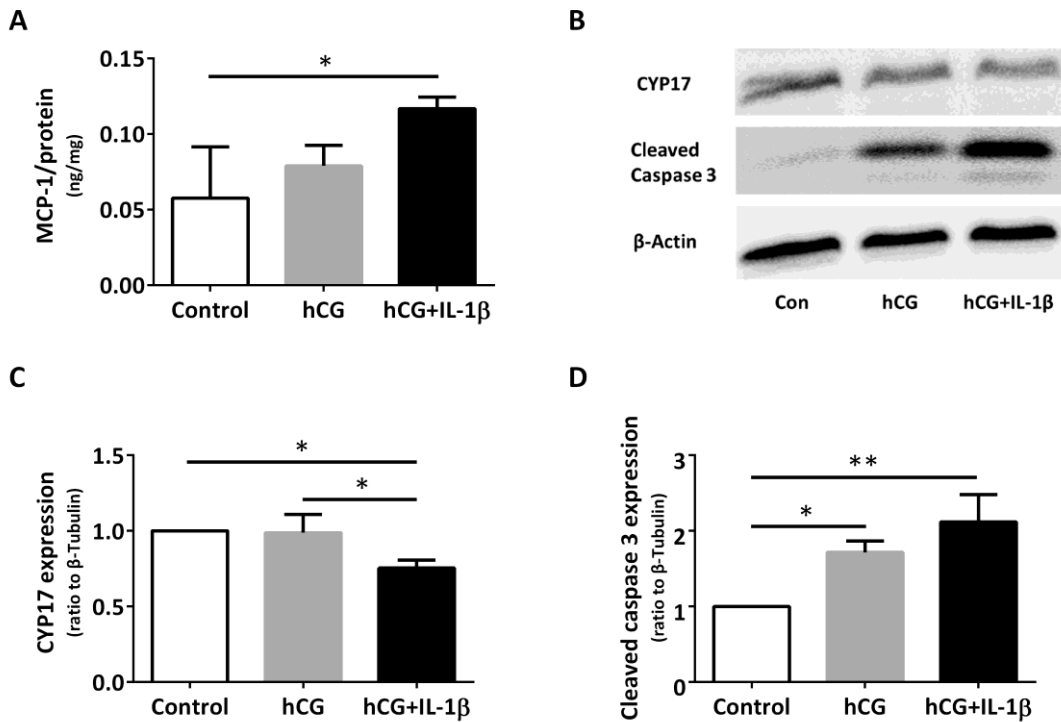 A
MCP-1/protein
(ng/mg)
0.15
0.10
0.05
0.00
*
Control hCG hCG+IL-1β
B
CYP17
Cleaved
Caspase 3
β-Actin
Con hCG hCG+IL-1β
C
CYP17 expression
(ratio to β-Tubulin)
1.5
1.0
0.5
0.0
*
*
Control hCG hCG+IL-1β
D
Cleaved caspase 3 expression
(ratio to β-Tubulin)
3
2
1
0
**
*
Control hCG hCG+IL-1β